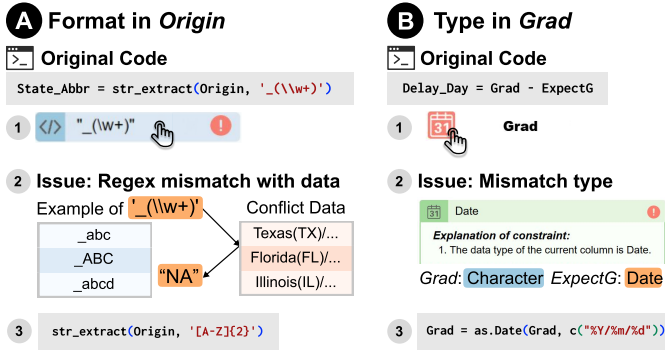 A Format in Origin
>_ Original Code
State_Abbr = str_extract(Origin, '_(\\w+)')
1 </> "_(\w+)" !
2 Issue: Regex mismatch with data
Example of '_(\\w+)'
_abc
_ABC
_abcd
"NA"
Conflict Data
Texas(TX)/...
Florida(FL)/...
Illinois(IL)/...
3 str_extract(Origin, '[A-Z]{2}')
B Type in Grad
>_ Original Code
Delay_Day = Grad - ExpectG
1 31 Grad
2 Issue: Mismatch type
31 Date !
Explanation of constraint:
1. The data type of the current column is Date.
Grad: Character ExpectG: Date
3 Grad = as.Date(Grad, c("%Y/%m/%d"))